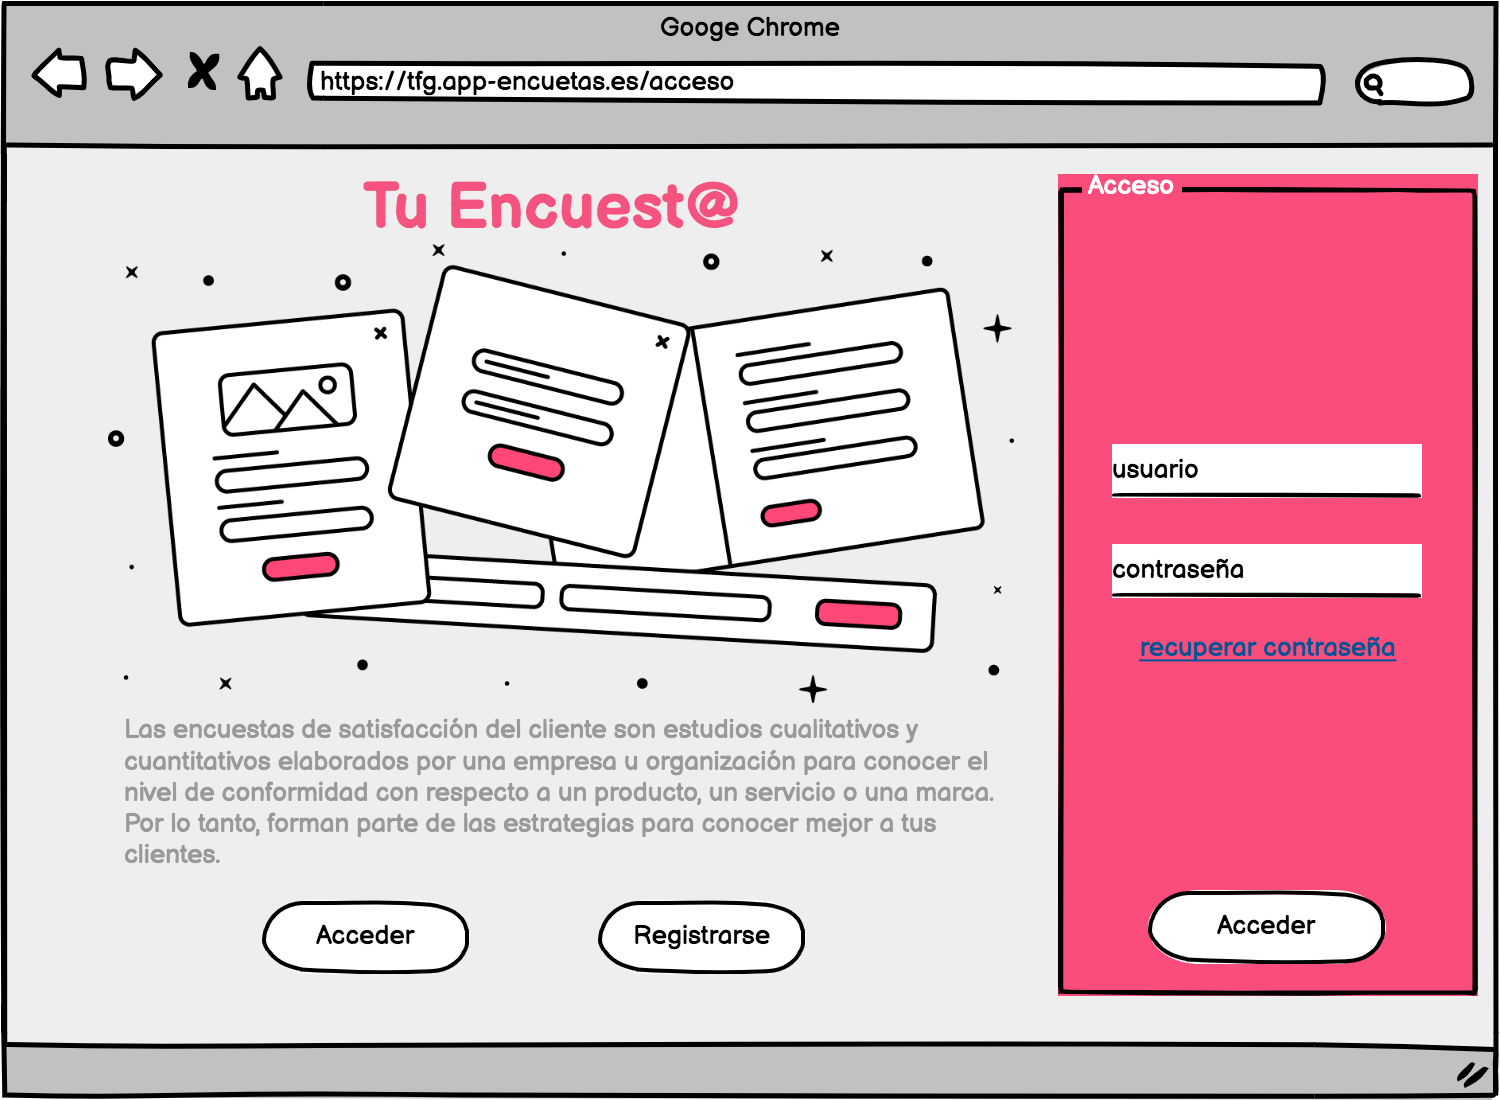 Googe Chrome
https://tfg.app-encuetas.es/acceso
Tu Encuest@
Las encuestas de satisfacción del cliente son estudios cualitativos y
cuantitativos elaborados por una empresa u organización para conocer el
nivel de conformidad con respecto a un producto, un servicio o una marca.
Por lo tanto, forman parte de las estrategias para conocer mejor a tus
clientes.
Acceder
Registrarse
Acceso
usuario
contraseña
recuperar contraseña
Acceder